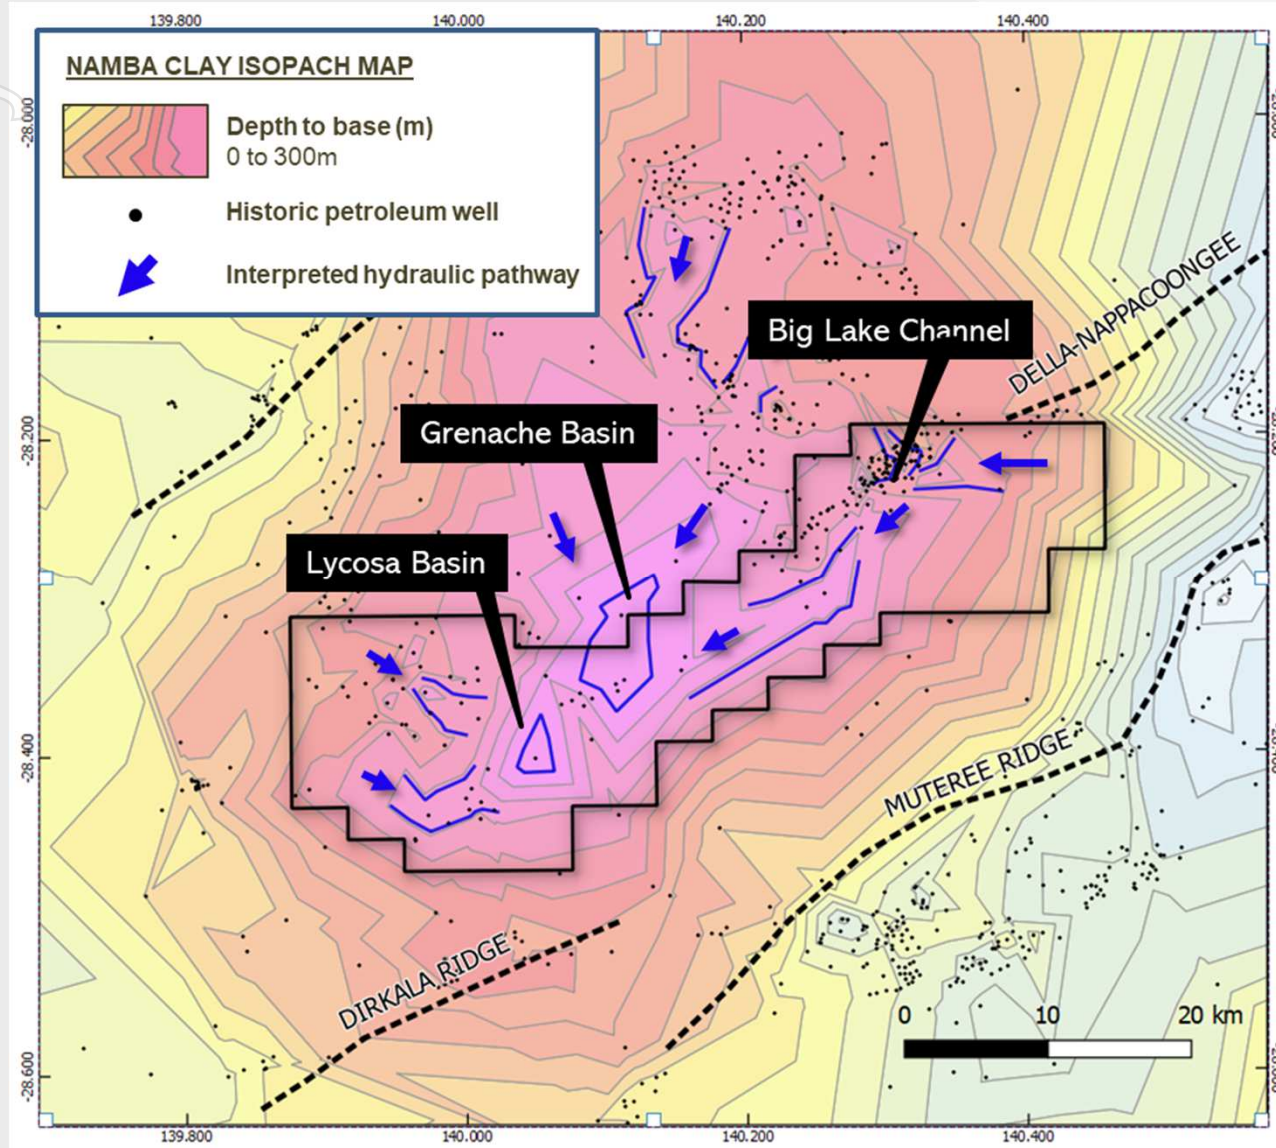 139.800 140.000 140.200 140.400
NAMBA CLAY ISOPACH MAP
Depth to base (m)
0 to 300m
Historic petroleum well
Interpreted hydraulic pathway
-28.000
DELLA-NAPPACOONGEE
Big Lake Channel
Grenache Basin
-28.200
Lycosa Basin
-28.400
MUTEREE RIDGE
DIRKALA RIDGE
0 10 20 km
-28.600
139.800 140.000 140.200 140.400